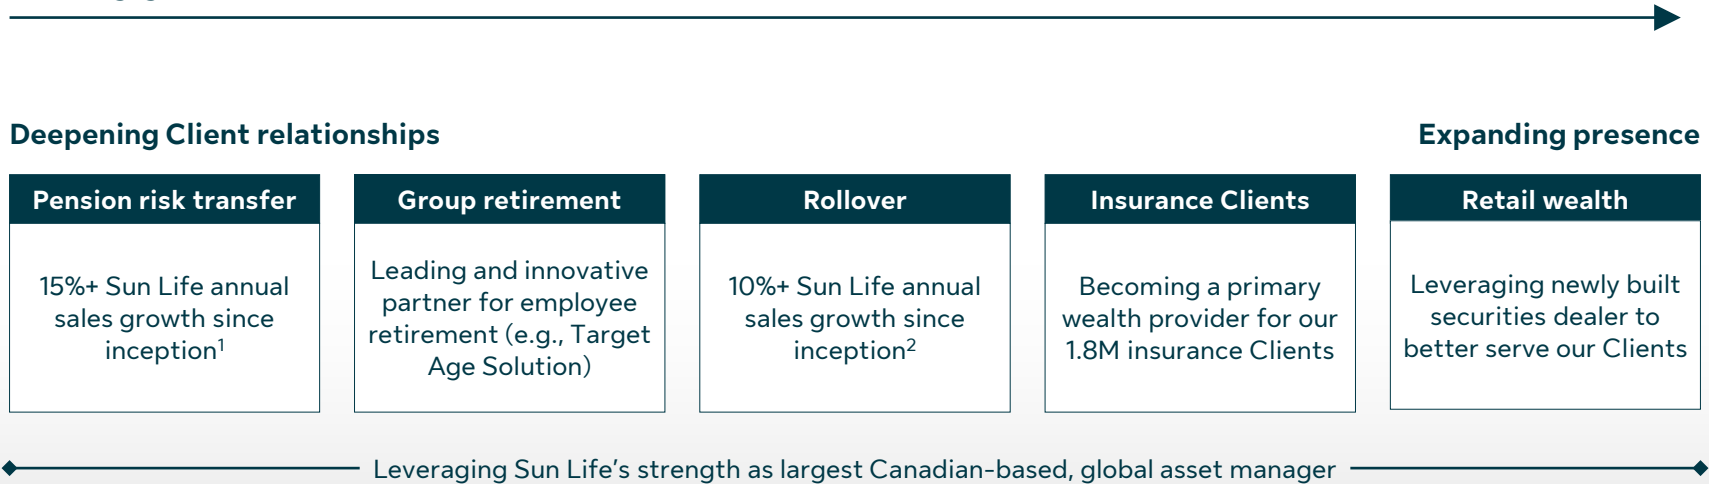 Deepening Client relationships
Expanding presence
Pension risk transfer
15%+ Sun Life annual
sales growth since
inception¹
Group retirement
Leading and innovative
partner for employee
retirement (e.g., Target
Age Solution)
Rollover
10%+ Sun Life annual
sales growth since
inception²
Insurance Clients
Becoming a primary
wealth provider for our
1.8M insurance Clients
Retail wealth
Leveraging newly built
securities dealer to
better serve our Clients
Leveraging Sun Life’s strength as largest Canadian-based, global asset manager